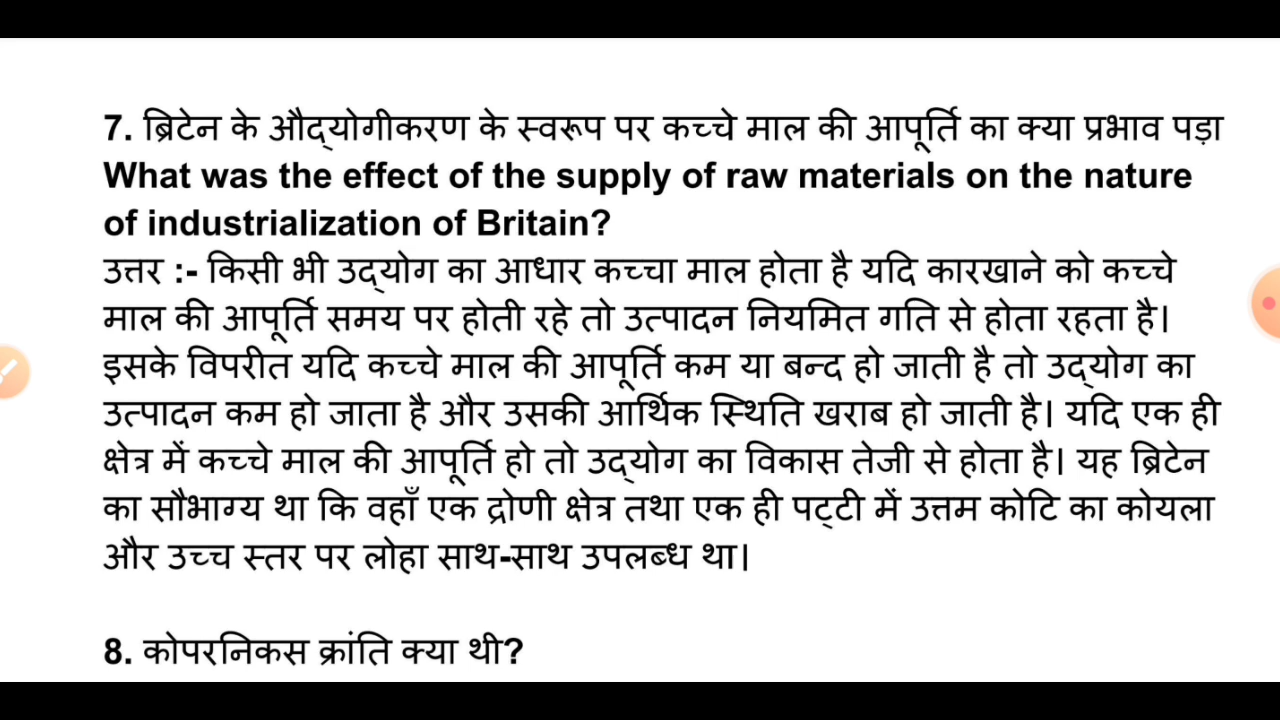 7. ब्रिटेन के औद्योगीकरण के स्वरूप पर कच्चे माल की आपूर्ति का क्या प्रभाव पड़ा
What was the effect of the supply of raw materials on the nature
of industrialization of Britain?
उत्तर :- किसी भी उद्योग का आधार कच्चा माल होता है यदि कारखाने को कच्चे
माल की आपूर्ति समय पर होती रहे तो उत्पादन नियमित गति से होता रहता है।
इसके विपरीत यदि कच्चे माल की आपूर्ति कम या बन्द हो जाती है तो उद्योग का
उत्पादन कम हो जाता है और उसकी आर्थिक स्थिति खराब हो जाती है। यदि एक ही
क्षेत्र में कच्चे माल की आपूर्ति हो तो उद्योग का विकास तेजी से होता है। यह ब्रिटेन
का सौभाग्य था कि वहाँ एक द्रोणी क्षेत्र तथा एक ही पट्टी में उत्तम कोटि का कोयला
और उच्च स्तर पर लोहा साथ-साथ उपलब्ध था।
8. कोपरनिकस क्रांति क्या थी?